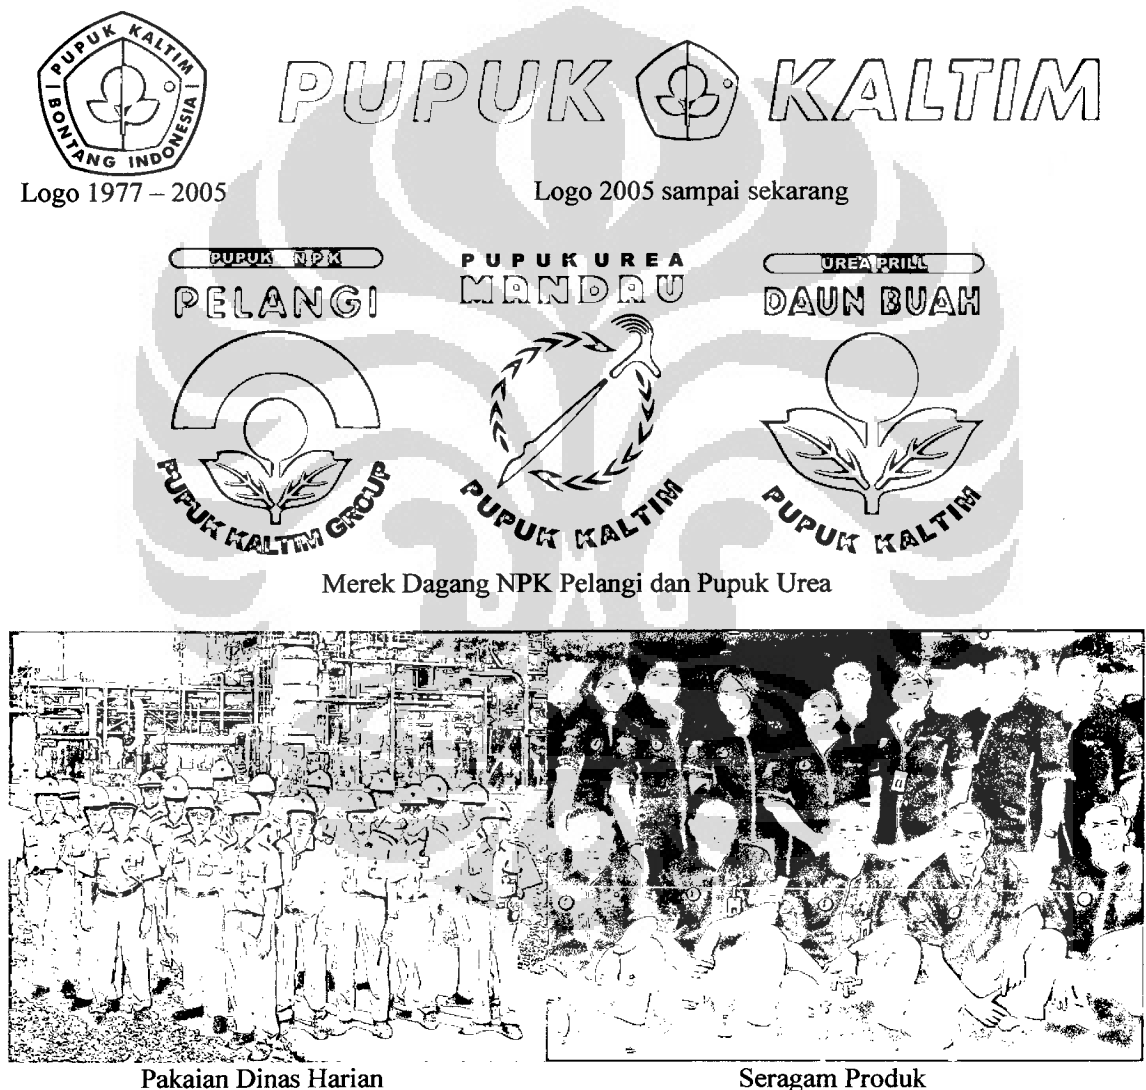 PUPUK KALTIM
BONTANG INDONESIA
PUPUK KALTIM
Logo 1977 – 2005
Logo 2005 sampai sekarang
PUPUK NPK
PELANGI
PUPUK KALTIM GROUP
PUPUK UREA
MANDAU
PUPUK KALTIM
UREA PRILL
DAUN BUAH
PUPUK KALTIM
Merek Dagang NPK Pelangi dan Pupuk Urea
Pakaian Dinas Harian
Seragam Produk